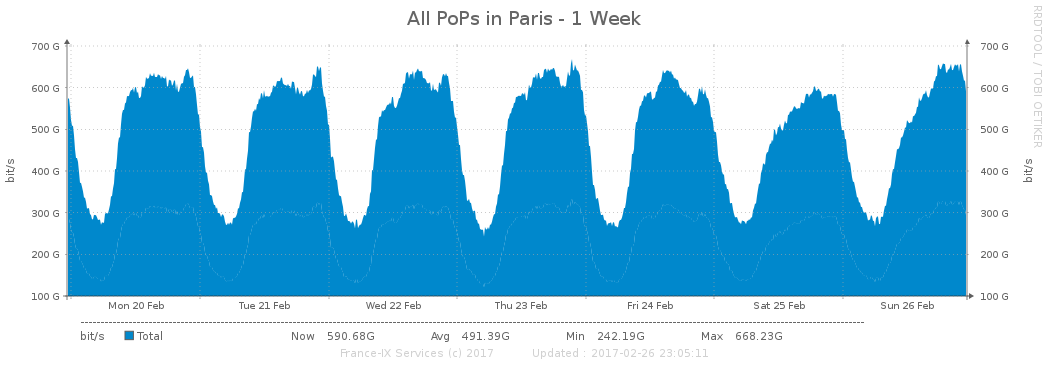 All PoPs in Paris - 1 Week
RRDTOOL / TOBI OETIKER
700 G 700 G
600 G 600 G
500 G 500 G
400 G 400 G
300 G 300 G
200 G 200 G
100 G 100 G
bit/s bit/s
Mon 20 Feb Tue 21 Feb Wed 22 Feb Thu 23 Feb Fri 24 Feb Sat 25 Feb Sun 26 Feb
bit/s Total Now 590.68G Avg 491.39G Min 242.19G Max 668.23G
France-IX Services (c) 2017 Updated : 2017-02-26 23:05:11